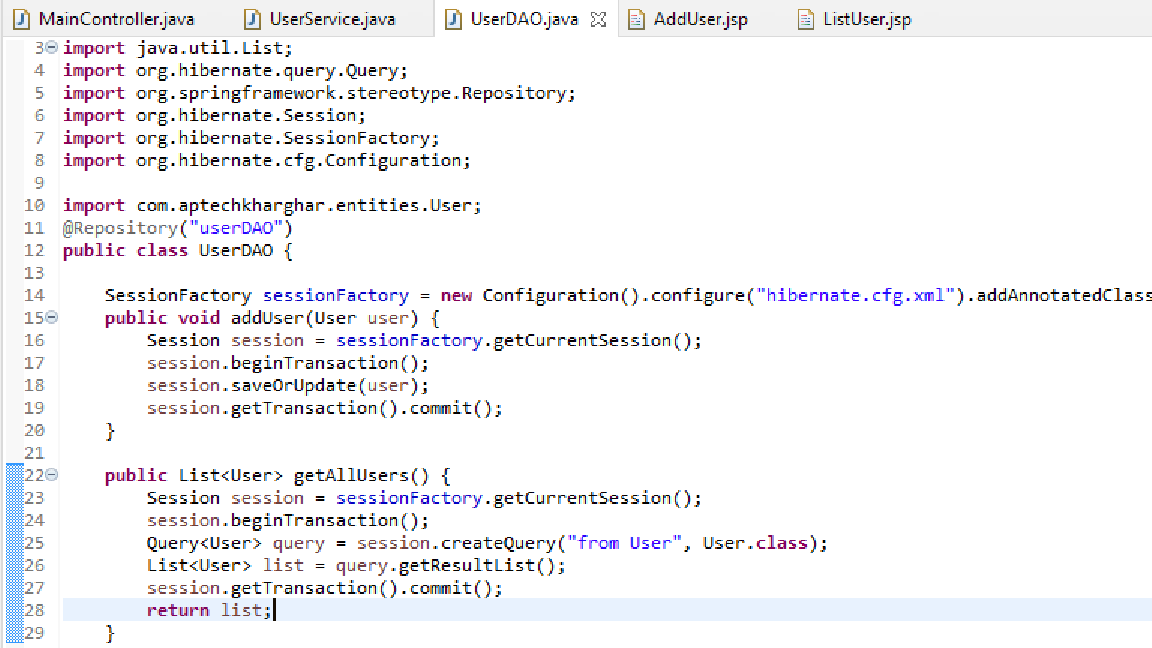 MainController.java UserService.java UserDAO.java AddUser.jsp ListUser.jsp
3 import java.util.List;
4 import org.hibernate.query.Query;
5 import org.springframework.stereotype.Repository;
6 import org.hibernate.Session;
7 import org.hibernate.SessionFactory;
8 import org.hibernate.cfg.Configuration;
9
10 import com.aptechkharghar.entities.User;
11 @Repository("userDAO")
12 public class UserDAO {
13
14     SessionFactory sessionFactory = new Configuration().configure("hibernate.cfg.xml").addAnnotatedClass
15     public void addUser(User user) {
16         Session session = sessionFactory.getCurrentSession();
17         session.beginTransaction();
18         session.saveOrUpdate(user);
19         session.getTransaction().commit();
20     }
21
22     public List<User> getAllUsers() {
23         Session session = sessionFactory.getCurrentSession();
24         session.beginTransaction();
25         Query<User> query = session.createQuery("from User", User.class);
26         List<User> list = query.getResultList();
27         session.getTransaction().commit();
28         return list;
29     }